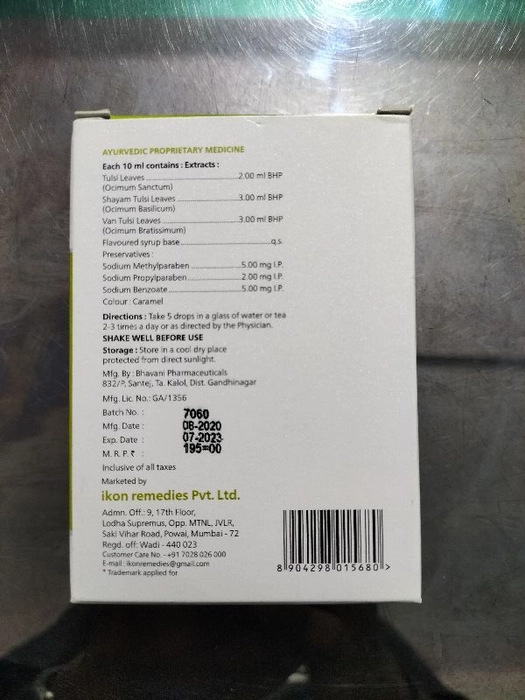 AYURVEDIC PROPRIETARY MEDICINE
Each 10 ml contains : Extracts :
Tulsi Leaves ........................ 2.00 ml BHP
(Ocimum Sanctum)
Shayam Tulsi Leaves ................ 3.00 ml BHP
(Ocimum Basilicum)
Van Tulsi Leaves .................... 3.00 ml BHP
(Ocimum Bratissimum)
Flavoured syrup base ........................ q.s.
Preservatives :
Sodium Methylparaben ................ 5.00 mg I.P.
Sodium Propylparaben ................ 2.00 mg I.P.
Sodium Benzoate ........................ 5.00 mg I.P.
Colour : Caramel
Directions : Take 5 drops in a glass of water or tea
2-3 times a day or as directed by the Physician.
SHAKE WELL BEFORE USE
Storage : Store in a cool dry place
protected from direct sunlight.
Mfg. By : Bhavani Pharmaceuticals
832/P, Santej, Ta. Kalol, Dist. Gandhinagar
Mfg. Lic. No.: GA/1356
Batch No. : 7060
Mfg. Date : 08-2020
Exp. Date : 07-2023
M. R. P. ₹ : 195=00
Inclusive of all taxes
Marketed by
ikon remedies Pvt. Ltd.
Admn. Off.: 9, 17th Floor,
Lodha Supremus, Opp. MTNL, JVLR,
Saki Vihar Road, Powai, Mumbai - 72
Regd. off: Wadi - 440 023
Customer Care No. - +91 7028 026 000
E-mail : ikonremedies@gmail.com
* Trademark applied for
8 904298 015680 >